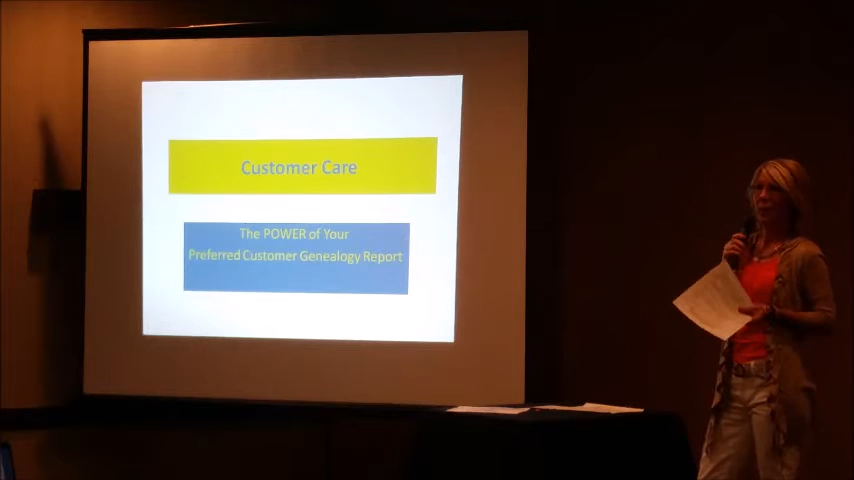 Customer Care
The POWER of Your
Preferred Customer Genealogy Report